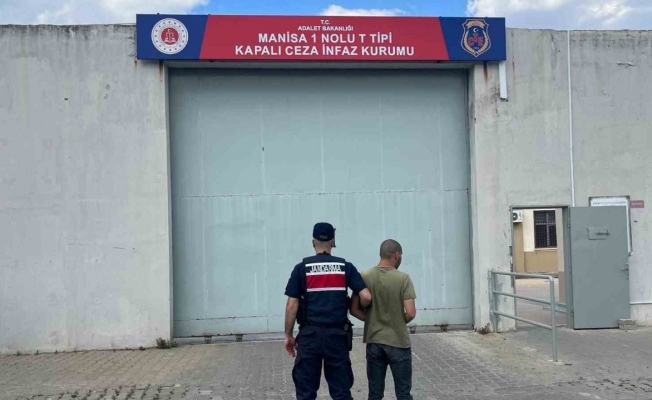 T.C.
ADALET BAKANLIĞI
MANİSA 1 NOLU T TİPİ
KAPALI CEZA İNFAZ KURUMU
JANDARMA